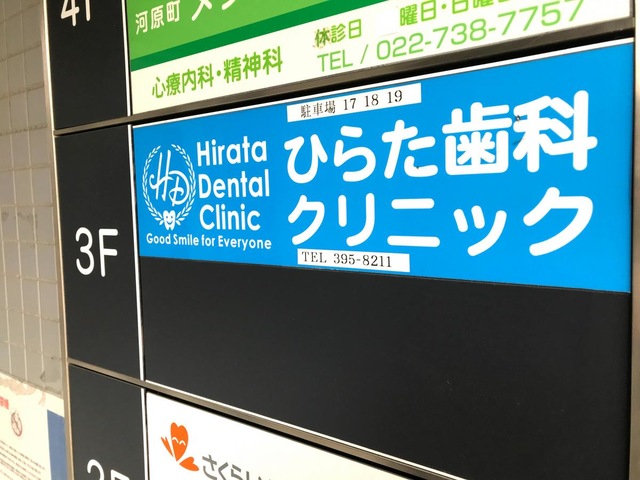 4F
河原町
休診日
曜日・日曜日
心療内科・精神科
TEL / 022-738-7757
駐車場 17 18 19
3F
HD
Hirata
Dental
Clinic
Good Smile for Everyone
ひらた歯科
クリニック
TEL 395-8211
さくら